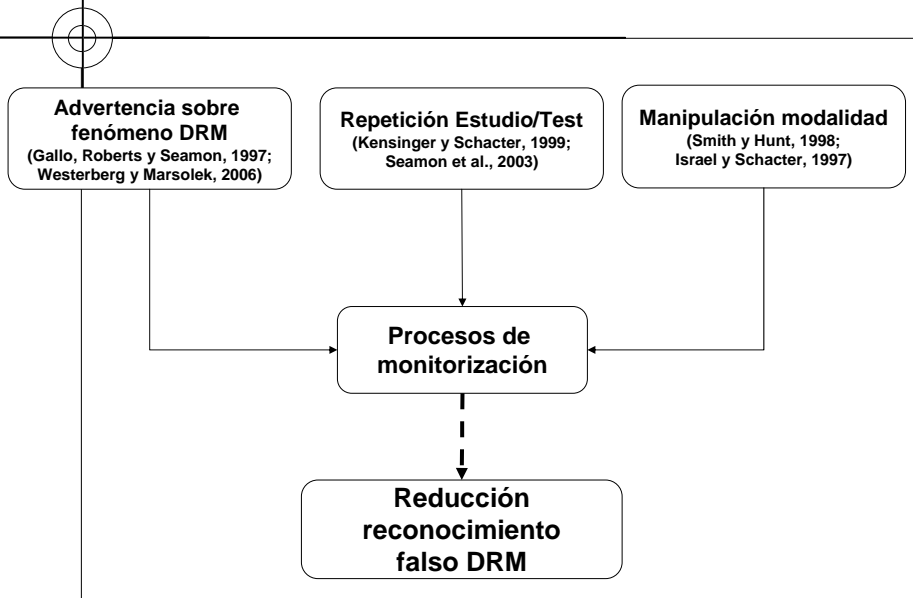 Advertencia sobre
fenómeno DRM
(Gallo, Roberts y Seamon, 1997;
Westerberg y Marsolek, 2006)
Repetición Estudio/Test
(Kensinger y Schacter, 1999;
Seamon et al., 2003)
Manipulación modalidad
(Smith y Hunt, 1998;
Israel y Schacter, 1997)
Procesos de
monitorización
Reducción
reconocimiento
falso DRM